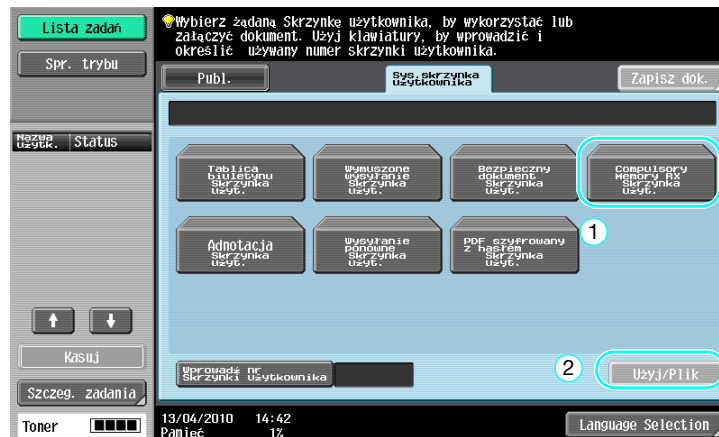 Lista zadań
Spr. trybu
Nazwa użytk.
Status
Kasuj
Szczeg. zadania
Toner
Wybierz żądaną Skrzynkę użytkownika, by wykorzystać lub
załączyć dokument. Użyj klawiatury, by wprowadzić i
określić używany numer skrzynki użytkownika.
Publ.
Sys.skrzynka
użytkownika
Zapisz dok.
Tablica
biuletynu
Skrzynka
użyt.
Wymuszone
wysyłanie
Skrzynka
użyt.
Bezpieczny
dokument
Skrzynka
użyt.
Compulsory
Memory RX
Skrzynka
użyt.
1
Adnotacja
Skrzynka
użyt.
Wysyłanie
ponowne
Skrzynka
użyt.
PDF szyfrowany
z hasłem
Skrzynka
użyt.
Wprowadź nr
Skrzynki użytkownika
2
Użyj/Plik
13/04/2010 14:42
Pamięć 1%
Language Selection